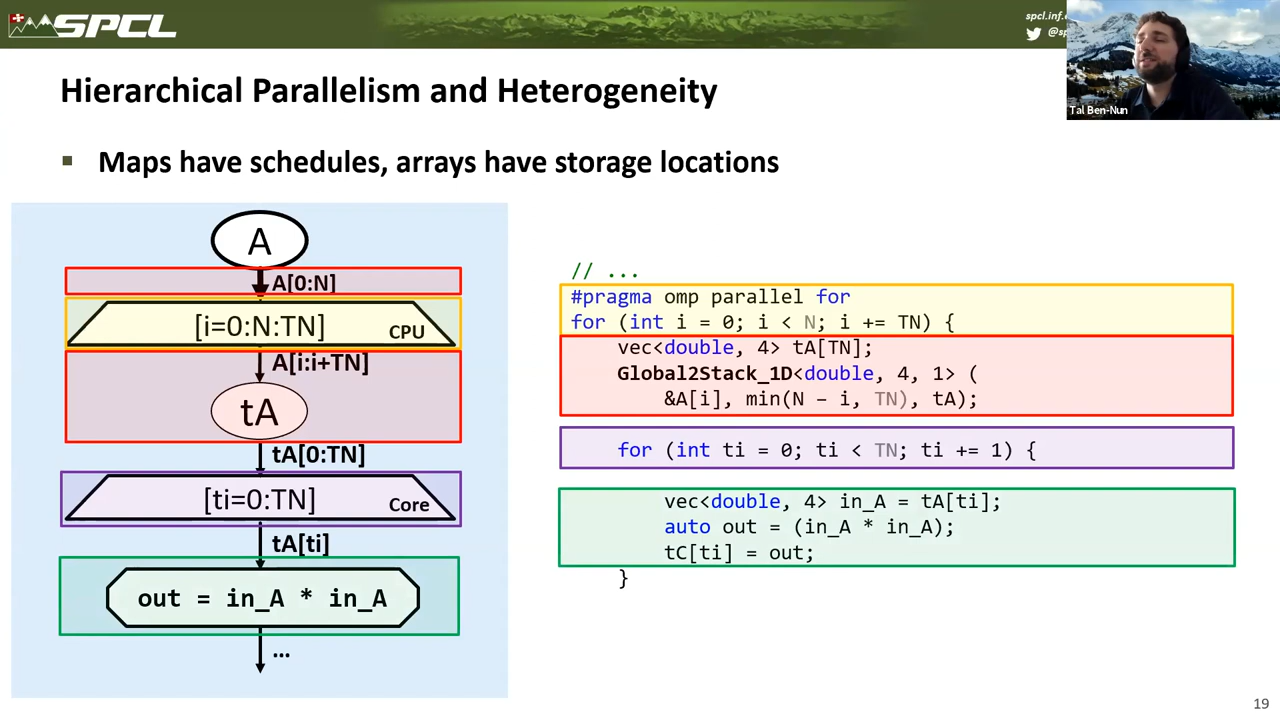 SPCL
spcl.inf.
@sp
Tal Ben-Nun
Hierarchical Parallelism and Heterogeneity
Maps have schedules, arrays have storage locations
A
A[0:N]
[i=0:N:TN]
CPU
A[i:i+TN]
tA
tA[0:TN]
[ti=0:TN]
Core
tA[ti]
out = in_A * in_A
...
// ...
#pragma omp parallel for
for (int i = 0; i < N; i += TN) {
vec<double, 4> tA[TN];
Global2Stack_1D<double, 4, 1> (
&A[i], min(N – i, TN), tA);
for (int ti = 0; ti < TN; ti += 1) {
vec<double, 4> in_A = tA[ti];
auto out = (in_A * in_A);
tC[ti] = out;
}
19